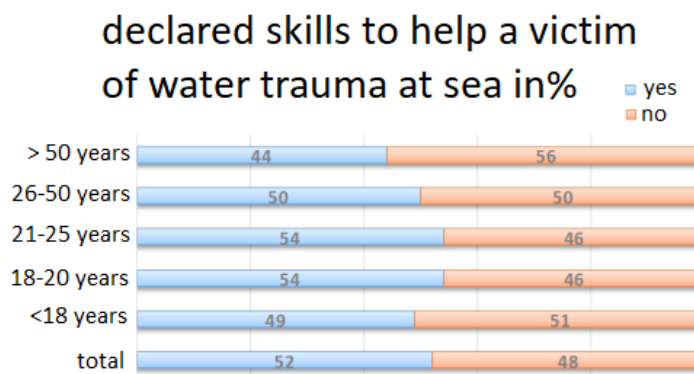 declared skills to help a victim
of water trauma at sea in%
yes
no
> 50 years 44 56
26-50 years 50 50
21-25 years 54 46
18-20 years 54 46
<18 years 49 51
total 52 48